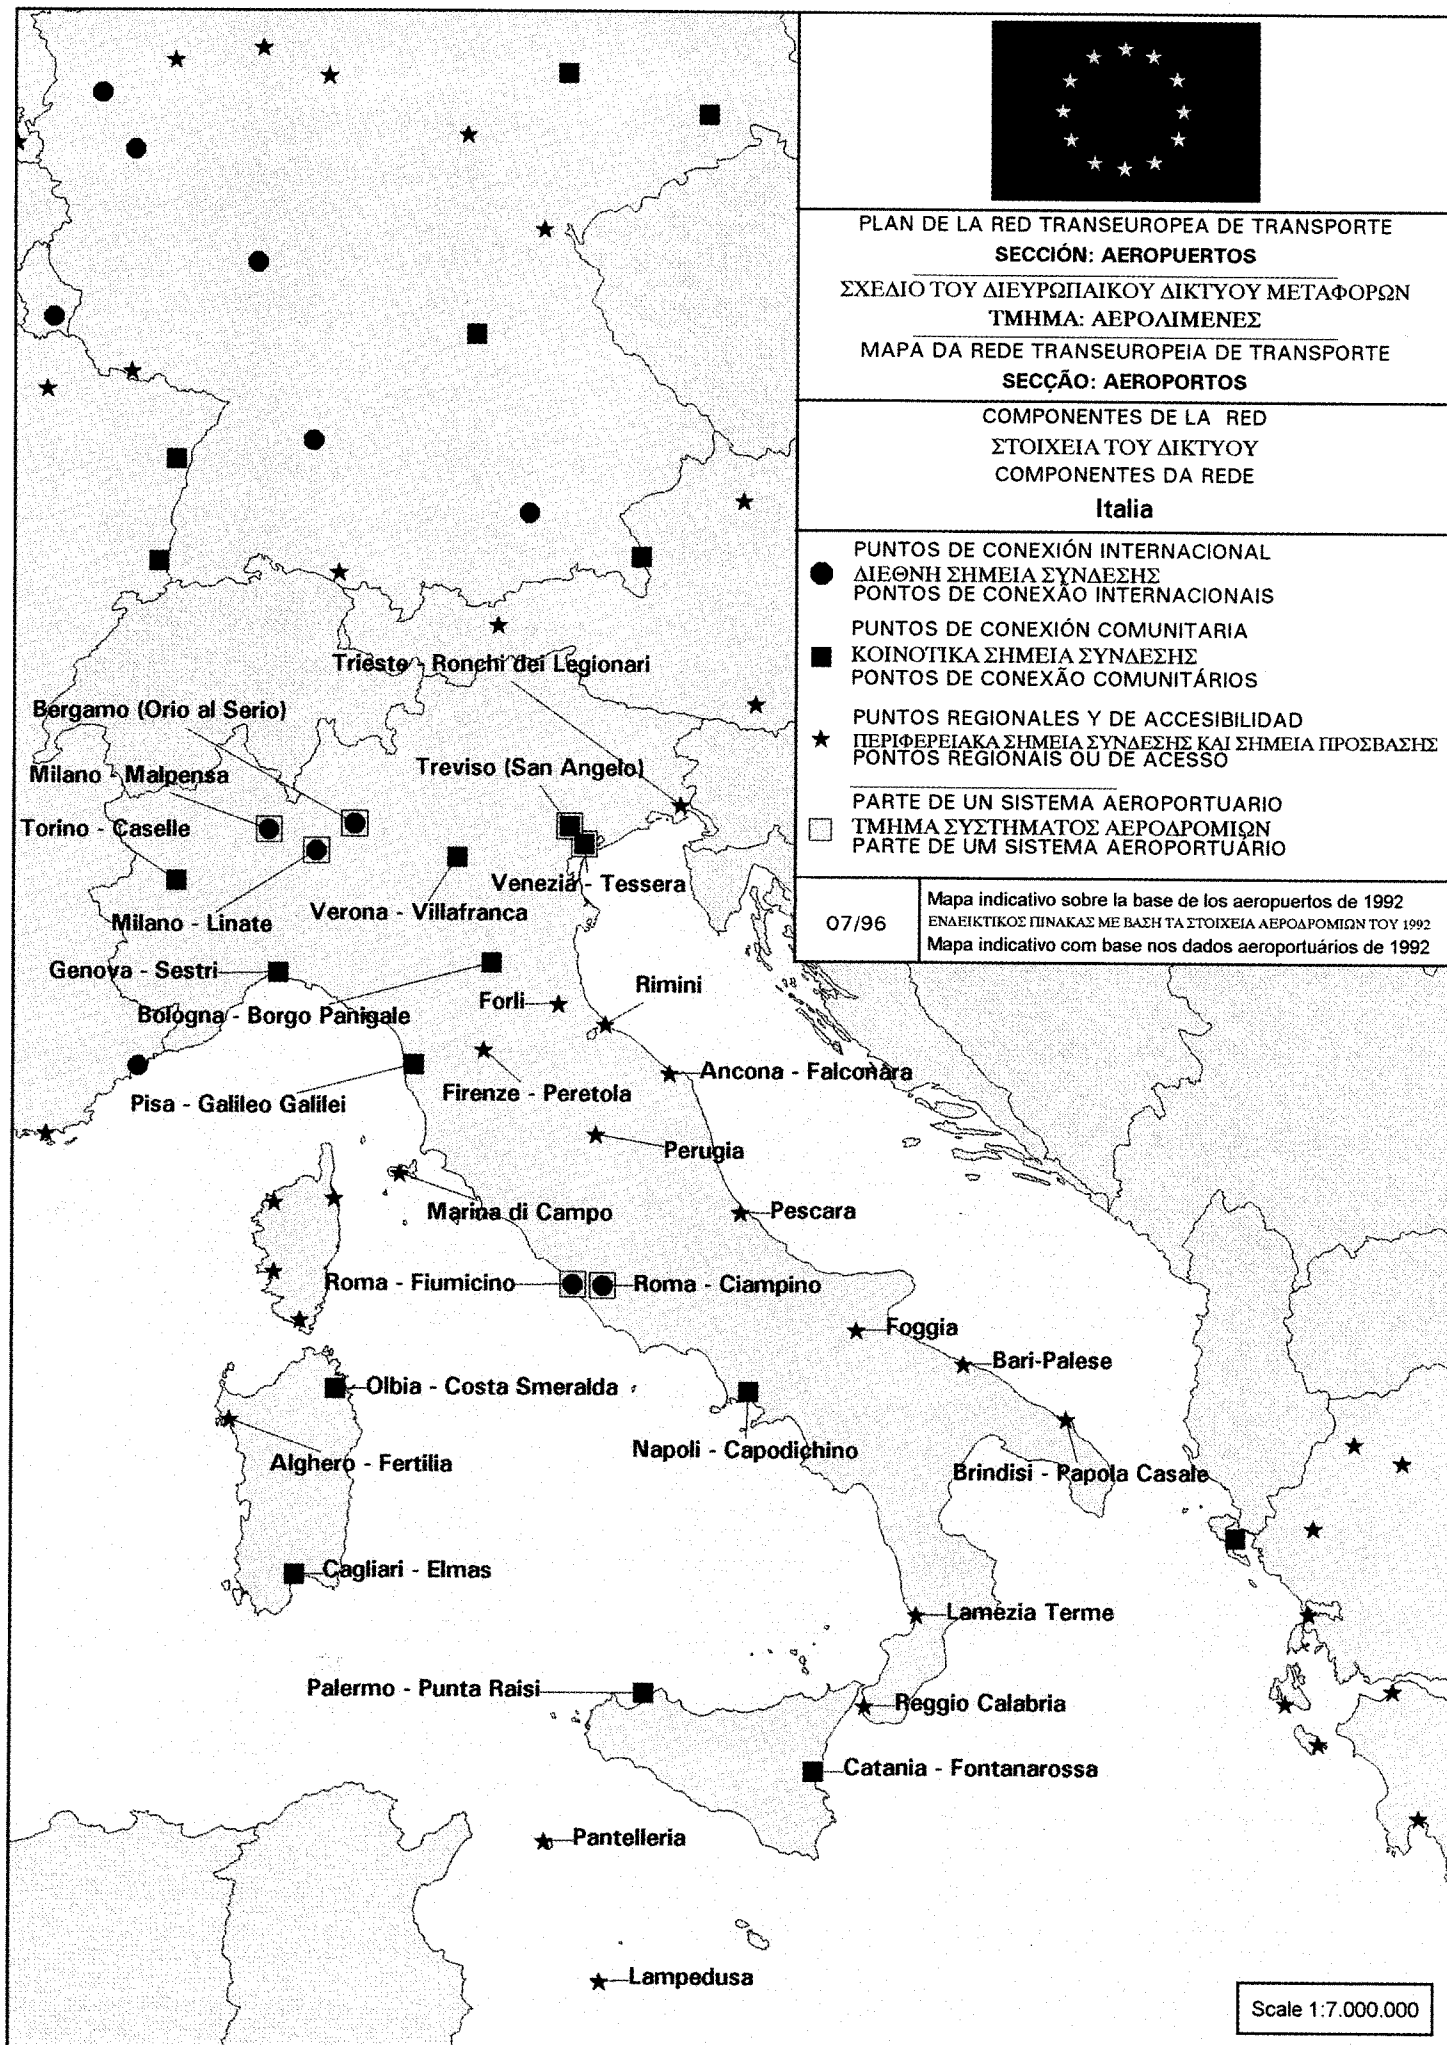 PLAN DE LA RED TRANSEUROPEA DE TRANSPORTE
SECCIÓN: AEROPUERTOS
ΣΧΕΔΙΟ ΤΟΥ ΔΙΕΥΡΩΠΑΙΚΟΥ ΔΙΚΤΥΟΥ ΜΕΤΑΦΟΡΩΝ
ΤΜΗΜΑ: ΑΕΡΟΛΙΜΕΝΕΣ
MAPA DA REDE TRANSEUROPEIA DE TRANSPORTE
SECÇÃO: AEROPORTOS
COMPONENTES DE LA RED
ΣΤΟΙΧΕΙΑ ΤΟΥ ΔΙΚΤΥΟΥ
COMPONENTES DA REDE
Italia
PUNTOS DE CONEXIÓN INTERNACIONAL
ΔΙΕΘΝΗ ΣΗΜΕΙΑ ΣΥΝΔΕΣΗΣ
PONTOS DE CONEXÃO INTERNACIONAIS
PUNTOS DE CONEXIÓN COMUNITARIA
ΚΟΙΝΟΤΙΚΑ ΣΗΜΕΙΑ ΣΥΝΔΕΣΗΣ
PONTOS DE CONEXÃO COMUNITÁRIOS
PUNTOS REGIONALES Y DE ACCESIBILIDAD
ΠΕΡΙΦΕΡΕΙΑΚΑ ΣΗΜΕΙΑ ΣΥΝΔΕΣΗΣ ΚΑΙ ΣΗΜΕΙΑ ΠΡΟΣΒΑΣΗΣ
PONTOS REGIONAIS OU DE ACESSO
PARTE DE UN SISTEMA AEROPORTUARIO
ΤΜΗΜΑ ΣΥΣΤΗΜΑΤΟΣ ΑΕΡΟΔΡΟΜΙΩΝ
PARTE DE UM SISTEMA AEROPORTUÁRIO
07/96
Mapa indicativo sobre la base de los aeropuertos de 1992
ΕΝΔΕΙΚΤΙΚΟΣ ΠΙΝΑΚΑΣ ΜΕ ΒΑΣΗ ΤΑ ΣΤΟΙΧΕΙΑ ΑΕΡΟΔΡΟΜΙΩΝ ΤΟΥ 1992
Mapa indicativo com base nos dados aeroportuários de 1992
Trieste - Ronchi dei Legionari
Bergamo (Orio al Serio)
Milano - Malpensa
Treviso (San Angelo)
Torino - Caselle
Venezia - Tessera
Verona - Villafranca
Milano - Linate
Genova - Sestri
Rimini
Forli
Bologna - Borgo Panigale
Ancona - Falconara
Firenze - Peretola
Pisa - Galileo Galilei
Perugia
Marina di Campo
Pescara
Roma - Fiumicino
Roma - Ciampino
Foggia
Bari-Palese
Olbia - Costa Smeralda
Napoli - Capodichino
Alghero - Fertilia
Brindisi - Papola Casale
Cagliari - Elmas
Lamezia Terme
Palermo - Punta Raisi
Reggio Calabria
Catania - Fontanarossa
Pantelleria
Lampedusa
Scale 1:7.000.000